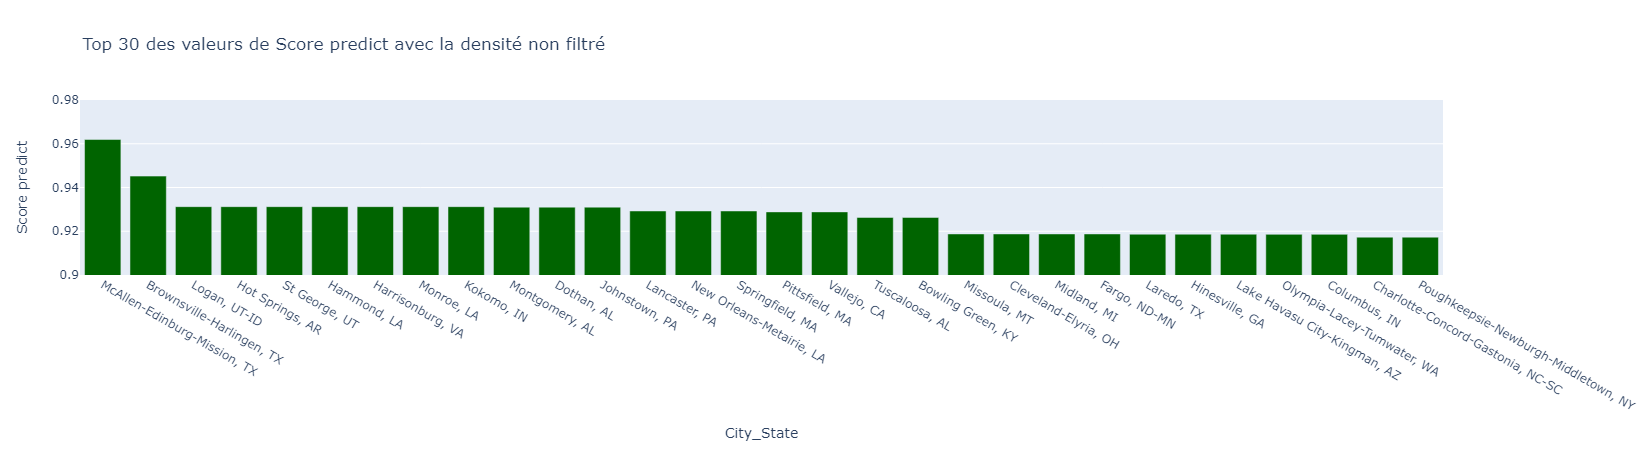 Top 30 des valeurs de Score predict avec la densité non filtré
Score predict
0.98
0.96
0.94
0.92
0.9
McAllen-Edinburg-Mission, TX
Brownsville-Harlingen, TX
Logan, UT-ID
Hot Springs, AR
St George, UT
Hammond, LA
Harrisonburg, VA
Monroe, LA
Kokomo, IN
Montgomery, AL
Dothan, AL
Johnstown, PA
Lancaster, PA
New Orleans-Metairie, LA
Springfield, MA
Pittsfield, MA
Vallejo, CA
Tuscaloosa, AL
Bowling Green, KY
Missoula, MT
Cleveland-Elyria, OH
Midland, MI
Fargo, ND-MN
Laredo, TX
Hinesville, GA
Lake Havasu City-Kingman, AZ
Olympia-Lacey-Tumwater, WA
Columbus, IN
Charlotte-Concord-Gastonia, NC-SC
Poughkeepsie-Newburgh-Middletown, NY
City_State